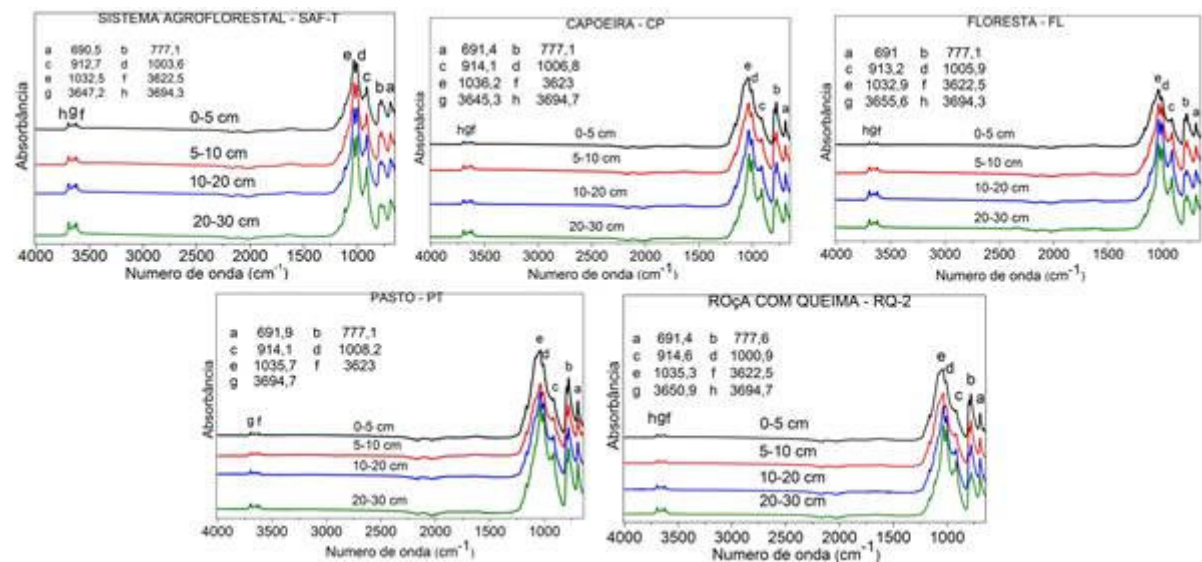 SISTEMA AGROFLORESTAL - SAF-T
a 690,5 b 777,1
c 912,7 d 1003,6
e 1032,5 f 3622,5
g 3647,2 h 3694,3
e d
c
b a
hg f
0-5 cm
5-10 cm
10-20 cm
20-30 cm
Absorbância
4000 3500 3000 2500 2000 1500 1000
Numero de onda (cm-1)
CAPOEIRA - CP
a 691,4 b 777,1
c 914,1 d 1006,8
e 1036,2 f 3623
g 3645,3 h 3694,7
e
d
c
b
a
hgf
0-5 cm
5-10 cm
10-20 cm
20-30 cm
Absorbância
4000 3500 3000 2500 2000 1500 1000
Numero de onda (cm-1)
FLORESTA - FL
a 691 b 777,1
c 913,2 d 1005,9
e 1032,9 f 3622,5
g 3655,6 h 3694,3
e
d
c
b
a
hgf
0-5 cm
5-10 cm
10-20 cm
20-30 cm
Absorbância
4000 3500 3000 2500 2000 1500 1000
Numero de onda (cm-1)
PASTO - PT
a 691,9 b 777,1
c 914,1 d 1008,2
e 1035,7 f 3623
g 3694,7
e
d
c
b
a
g f
0-5 cm
5-10 cm
10-20 cm
20-30 cm
Absorbância
4000 3500 3000 2500 2000 1500 1000
Numero de onda (cm-1)
ROçA COM QUEIMA - RQ-2
a 691,4 b 777,6
c 914,6 d 1000,9
e 1035,3 f 3622,5
g 3650,9 h 3694,7
e
d
c
b
a
hgf
0-5 cm
5-10 cm
10-20 cm
20-30 cm
Absorbância
4000 3500 3000 2500 2000 1500 1000
Numero de onda (cm-1)